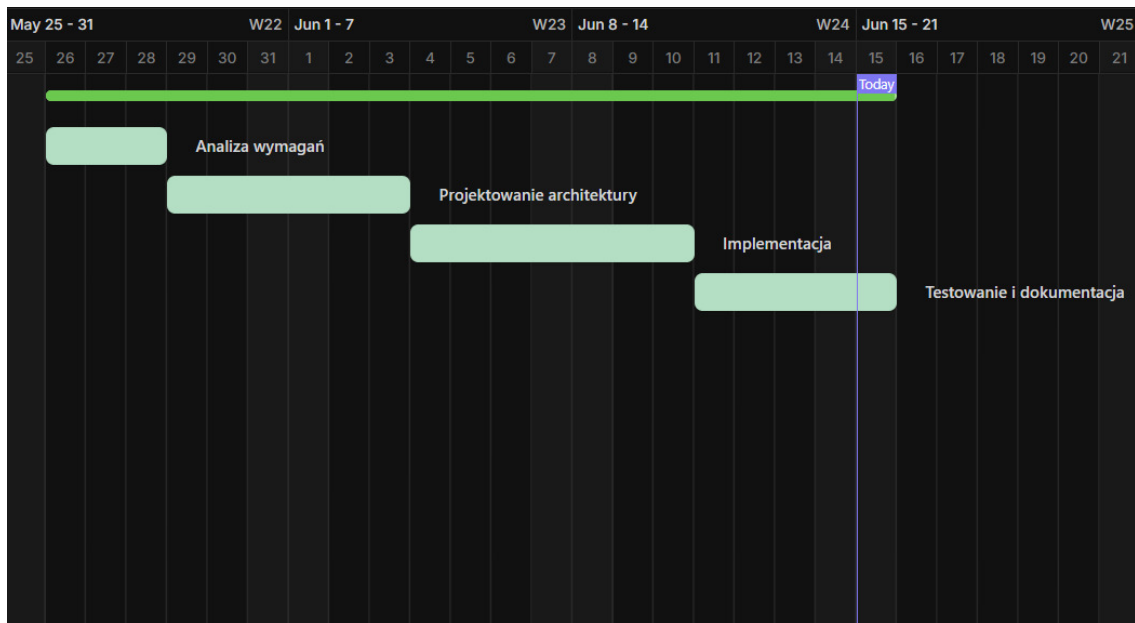 May 25 - 31 W22 Jun 1 - 7 W23 Jun 8 - 14 W24 Jun 15 - 21 W25
25 26 27 28 29 30 31 1 2 3 4 5 6 7 8 9 10 11 12 13 14 15 16 17 18 19 20 21
Today
Analiza wymagań
Projektowanie architektury
Implementacja
Testowanie i dokumentacja